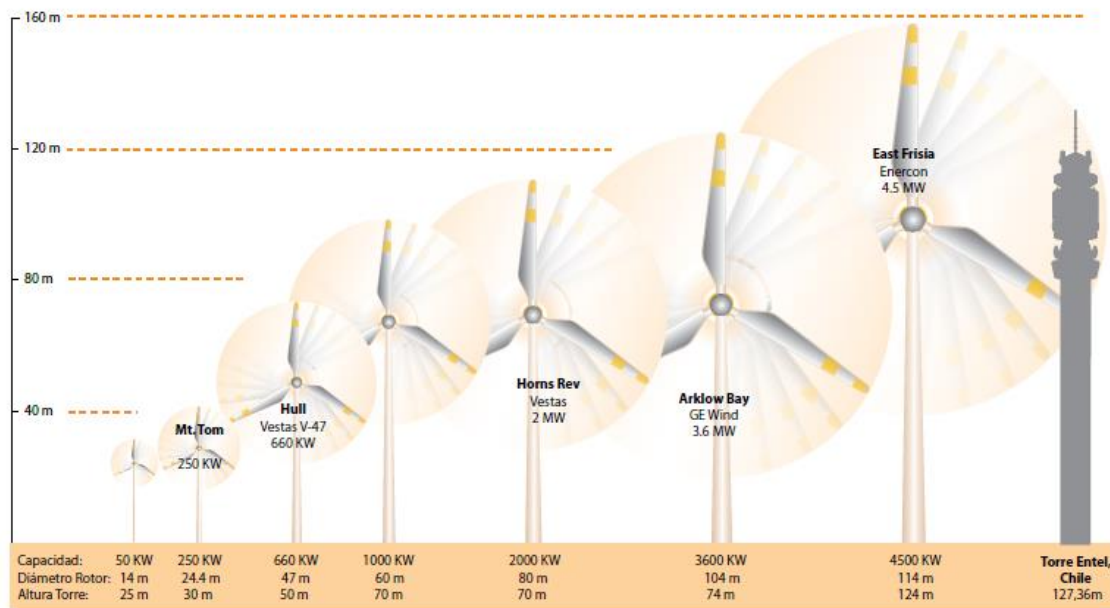 160 m
120 m
80 m
40 m
East Frisia
Enercon
4.5 MW
Horns Rev
Vestas
2 MW
Arklow Bay
GE Wind
3.6 MW
Hull
Vestas V-47
660 KW
Mt. Tom
250 KW
Capacidad: 50 KW 250 KW 660 KW 1000 KW 2000 KW 3600 KW 4500 KW
Diámetro Rotor: 14 m 24.4 m 47 m 60 m 80 m 104 m 114 m
Altura Torre: 25 m 30 m 50 m 70 m 70 m 74 m 124 m
Torre Entel,
Chile
127,36m